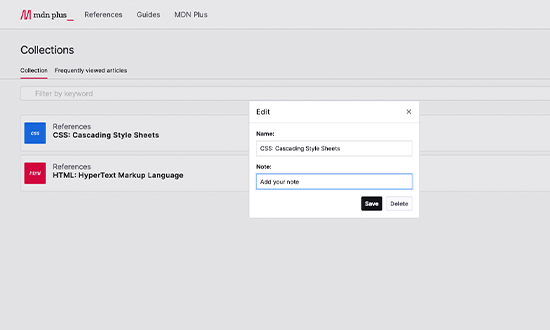 mdn plus_ References Guides MDN Plus
Collections
Collection Frequently viewed articles
Filter by keyword
css
References
CSS: Cascading Style Sheets
html
References
HTML: HyperText Markup Language
Edit ×
Name:
CSS: Cascading Style Sheets
Note:
Add your note
Save Delete